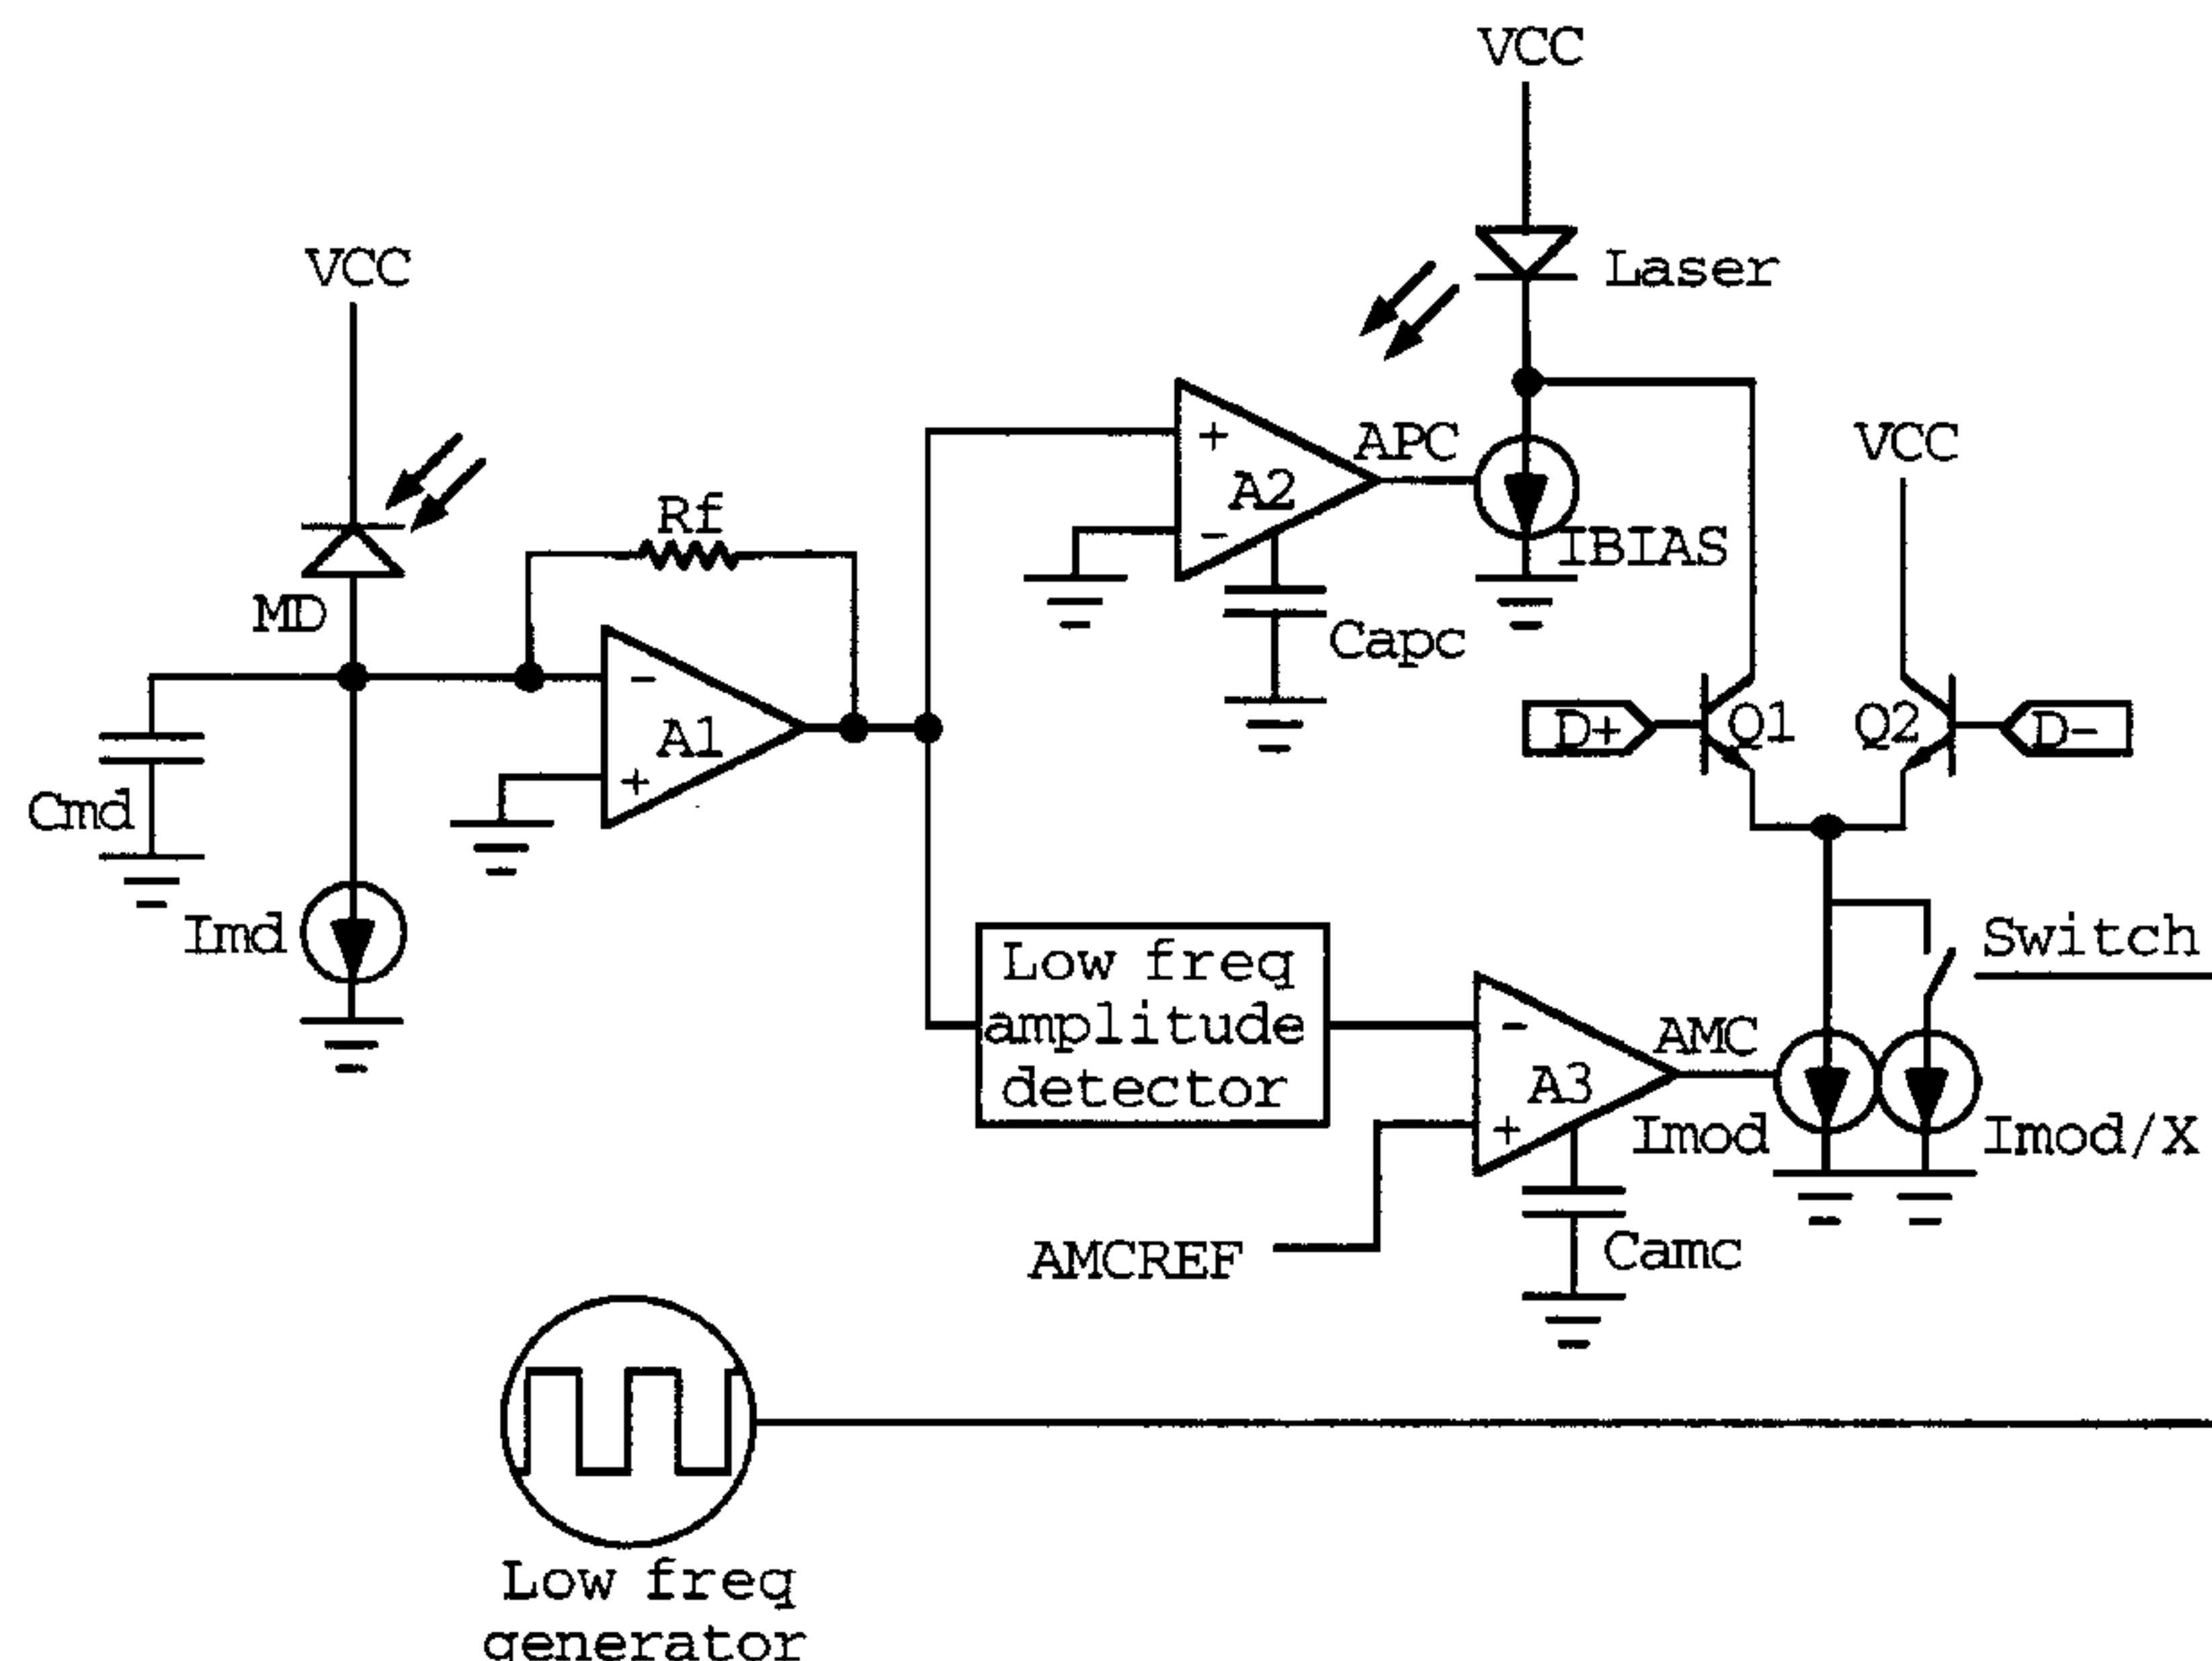 VCC
VCC
Laser
APC
VCC
Rf
A2
+
-
IBIAS
MD
Capc
-
A1
+
D+
Q1
Q2
D-
Cmd
Imd
Switch
Low freq
amplitude
detector
-
A3
+
AMC
Imod
Imod/X
AMCREF
Camc
Low freq
generator